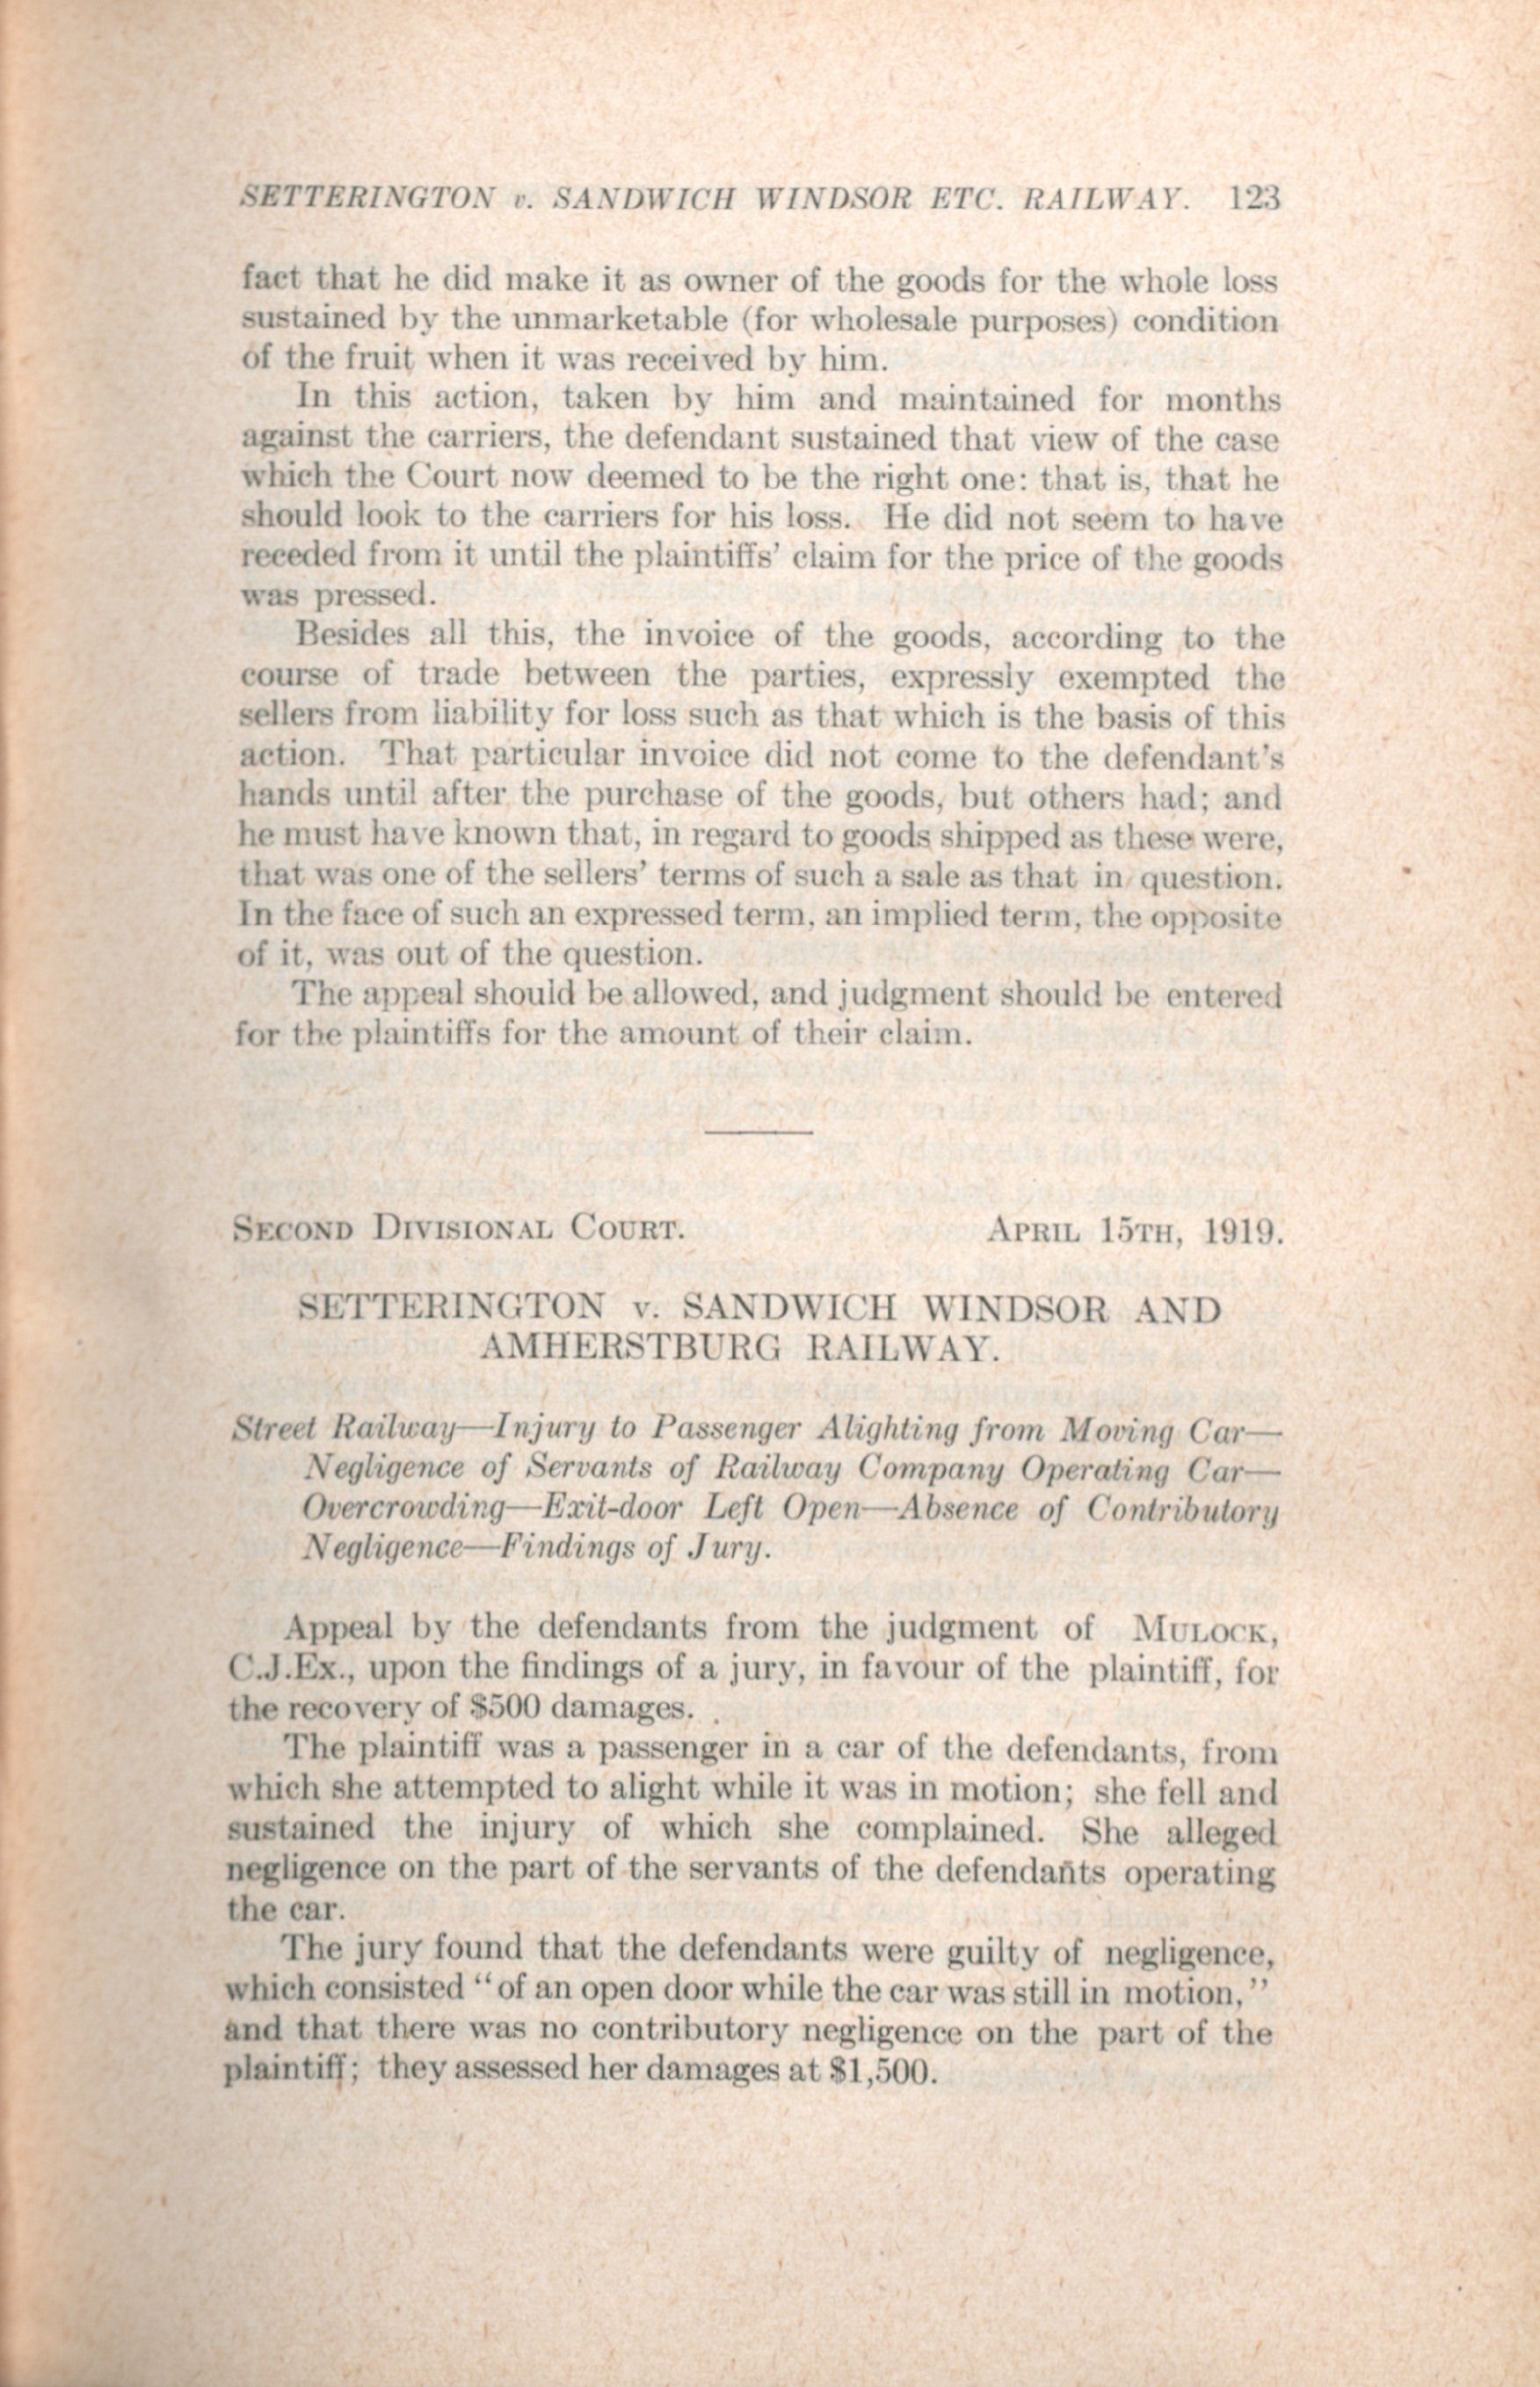 SETTERINGTON v. SANDWICH WINDSOR ETC. RAILWAY. 123
fact that he did make it as owner of the goods for the whole loss
sustained by the unmarketable (for wholesale purposes) condition
of the fruit when it was received by him.
In this action, taken by him and maintained for months
against the carriers, the defendant sustained that view of the case
which the Court now deemed to be the right one: that is, that he
should look to the carriers for his loss. He did not seem to have
receded from it until the plaintiffs' claim for the price of the goods
was pressed.
Besides all this, the invoice of the goods, according to the
course of trade between the parties, expressly exempted the
sellers from liability for loss such as that which is the basis of this
action. That particular invoice did not come to the defendant's
hands until after the purchase of the goods, but others had; and
he must have known that, in regard to goods shipped as these were,
that was one of the sellers' terms of such a sale as that in question.
In the face of such an expressed term, an implied term, the opposite
of it, was out of the question.
The appeal should be allowed, and judgment should be entered
for the plaintiffs for the amount of their claim.
SECOND DIVISIONAL COURT. APRIL 15TH, 1919.
SETTERINGTON v. SANDWICH WINDSOR AND
AMHERSTBURG RAILWAY.
Street Railway—Injury to Passenger Alighting from Moving Car—
Negligence of Servants of Railway Company Operating Car—
Overcrowding—Exit-door Left Open—Absence of Contributory
Negligence—Findings of Jury.
Appeal by the defendants from the judgment of MULOCK,
C.J.Ex., upon the findings of a jury, in favour of the plaintiff, for
the recovery of $500 damages.
The plaintiff was a passenger in a car of the defendants, from
which she attempted to alight while it was in motion; she fell and
sustained the injury of which she complained. She alleged
negligence on the part of the servants of the defendants operating
the car.
The jury found that the defendants were guilty of negligence,
which consisted "of an open door while the car was still in motion,"
and that there was no contributory negligence on the part of the
plaintiff; they assessed her damages at $1,500.